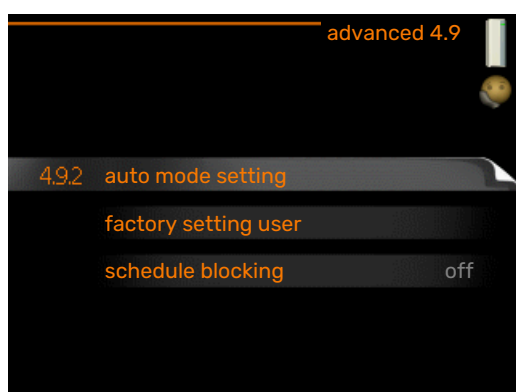 advanced 4.9
4.9.2 auto mode setting
factory setting user
schedule blocking off